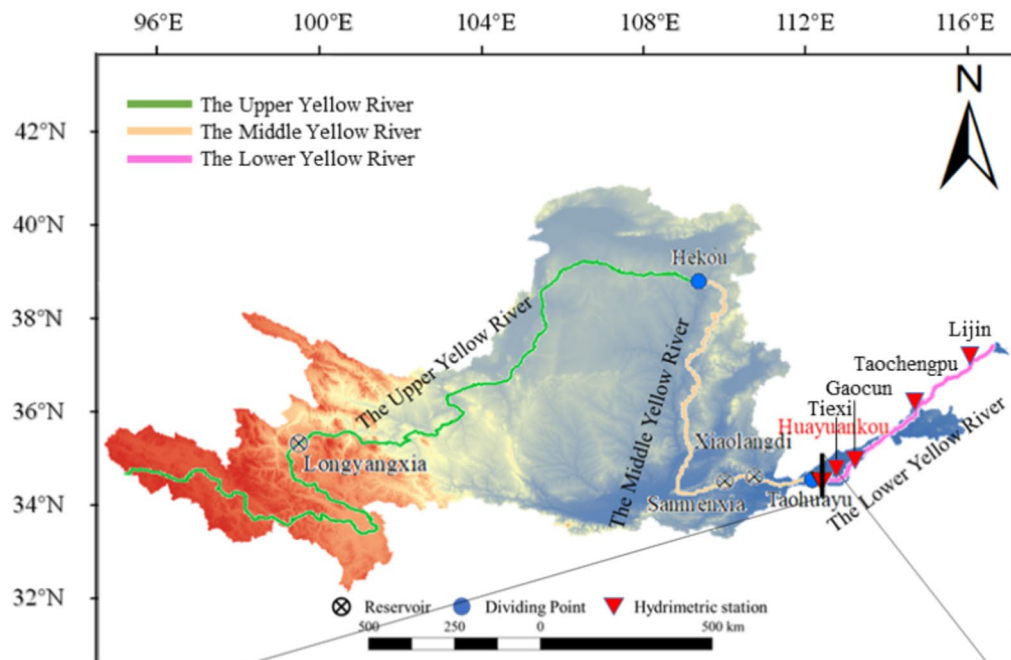 96°E 100°E 104°E 108°E 112°E 116°E
N
The Upper Yellow River
The Middle Yellow River
The Lower Yellow River
42°N
40°N
38°N
36°N
34°N
32°N
Hekou
The Upper Yellow River
The Middle Yellow River
Lijin
Taochengpu
Gaocun
Tiexi
Huayuankou
Xiaolangdi
Longyangxia
Sanmenxia
Taohuayu
The Lower Yellow River
Reservoir Dividing Point Hydrimetric station
500 250 0 500 km